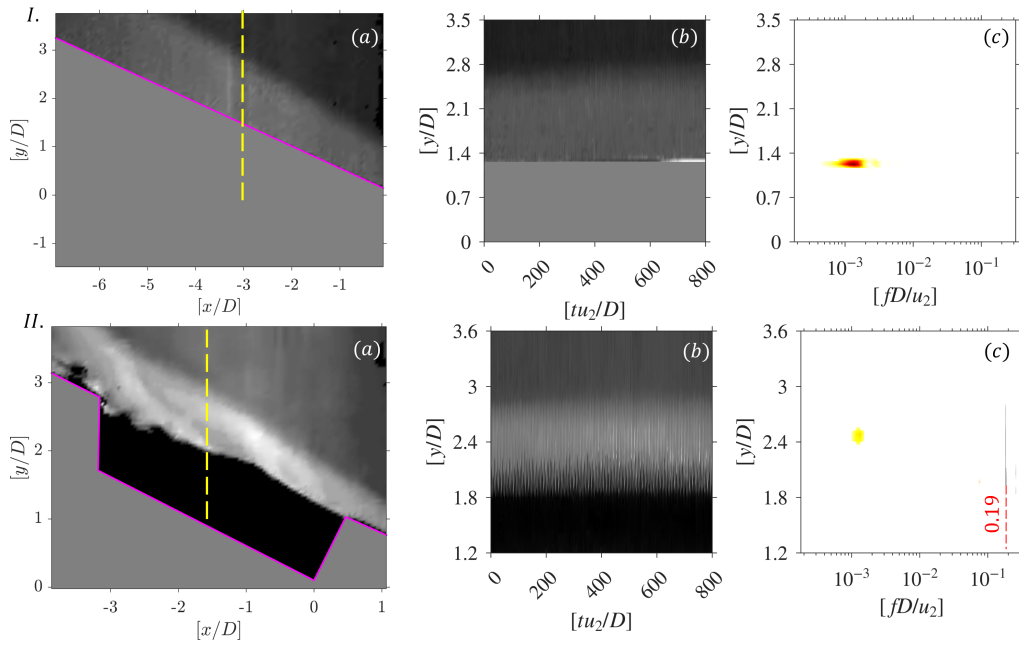 I.
(a)
3
2
1
0
-1
[y/D]
-6
-5
-4
-3
-2
-1
[x/D]
(b)
3.5
2.8
2.1
1.4
0.7
0
[y/D]
0
200
400
600
800
[tu₂/D]
(c)
3.5
2.8
2.1
1.4
0.7
0
[y/D]
10⁻³
10⁻²
10⁻¹
[fD/u₂]
II.
(a)
3
2
1
0
[y/D]
-3
-2
-1
0
1
[x/D]
(b)
3.6
3
2.4
1.8
1.2
[y/D]
0
200
400
600
800
[tu₂/D]
(c)
3.6
3
2.4
1.8
1.2
[y/D]
0.19
10⁻³
10⁻²
10⁻¹
[fD/u₂]